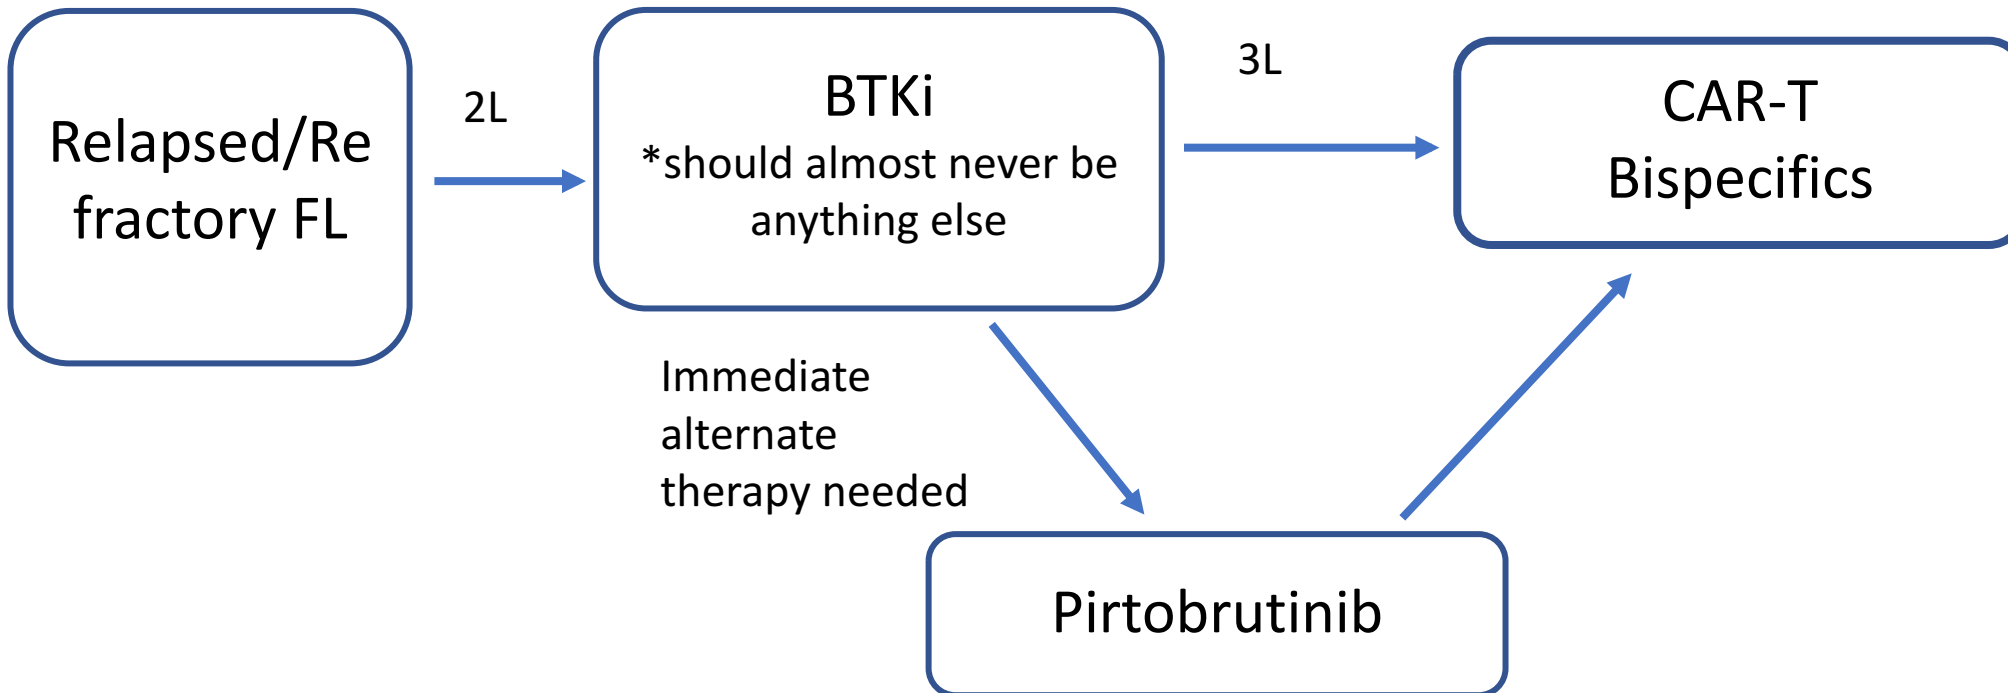 Relapsed/Re
fractory FL
2L
BTKi
*should almost never be
anything else
3L
CAR-T
Bispecifics
Immediate
alternate
therapy needed
Pirtobrutinib